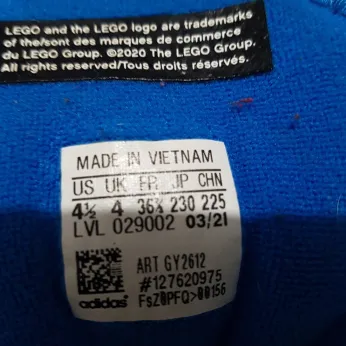 LEGO and the LEGO logo are trademarks
of the/sont des marques de commerce
du LEGO Group. ©2020 The LEGO Group.
All rights reserved/Tous droits réservés.
MADE IN VIETNAM
US UK FR JP CHN
4½ 4 36⅔ 230 225
LVL 029002 03/21
ART GY2612
#127620975
FsZ0PFQ>00156
adidas